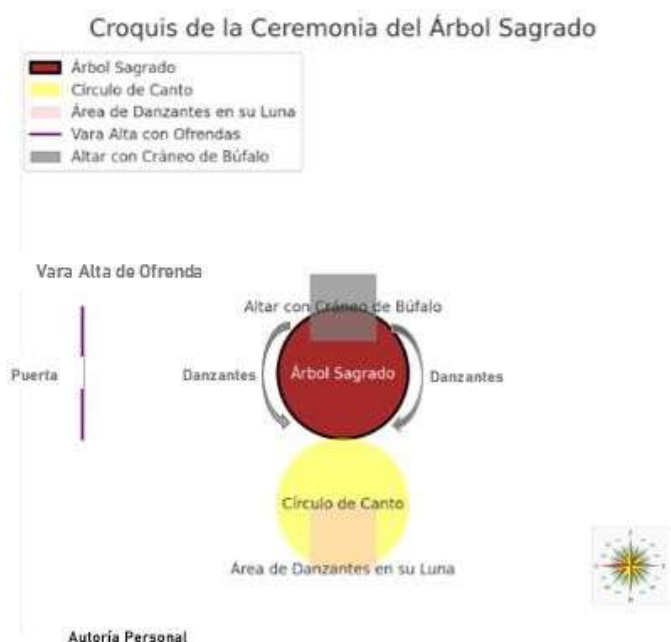 Croquis de la Ceremonia del Árbol Sagrado
Árbol Sagrado
Círculo de Canto
Área de Danzantes en su Luna
Vara Alta con Ofrendas
Altar con Cráneo de Búfalo
Vara Alta de Ofrenda
Altar con Cráneo de Búfalo
Puerta
Danzantes
Árbol Sagrado
Danzantes
Círculo de Canto
Área de Danzantes en su Luna
Autoría Personal